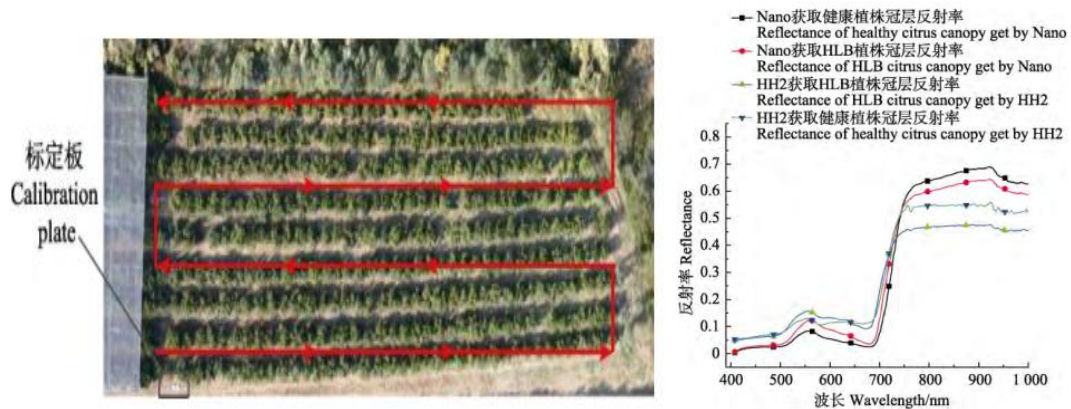 标定板
Calibration
plate
Nano获取健康植株冠层反射率
Reflectance of healthy citrus canopy get by Nano
Nano获取HLB植株冠层反射率
Reflectance of HLB citrus canopy get by Nano
HH2获取HLB植株冠层反射率
Reflectance of HLB citrus canopy get by HH2
HH2获取健康植株冠层反射率
Reflectance of healthy citrus canopy get by HH2
反射率 Reflectance
0.8
0.7
0.6
0.5
0.4
0.3
0.2
0.1
0
400 500 600 700 800 900 1 000
波长 Wavelength/nm